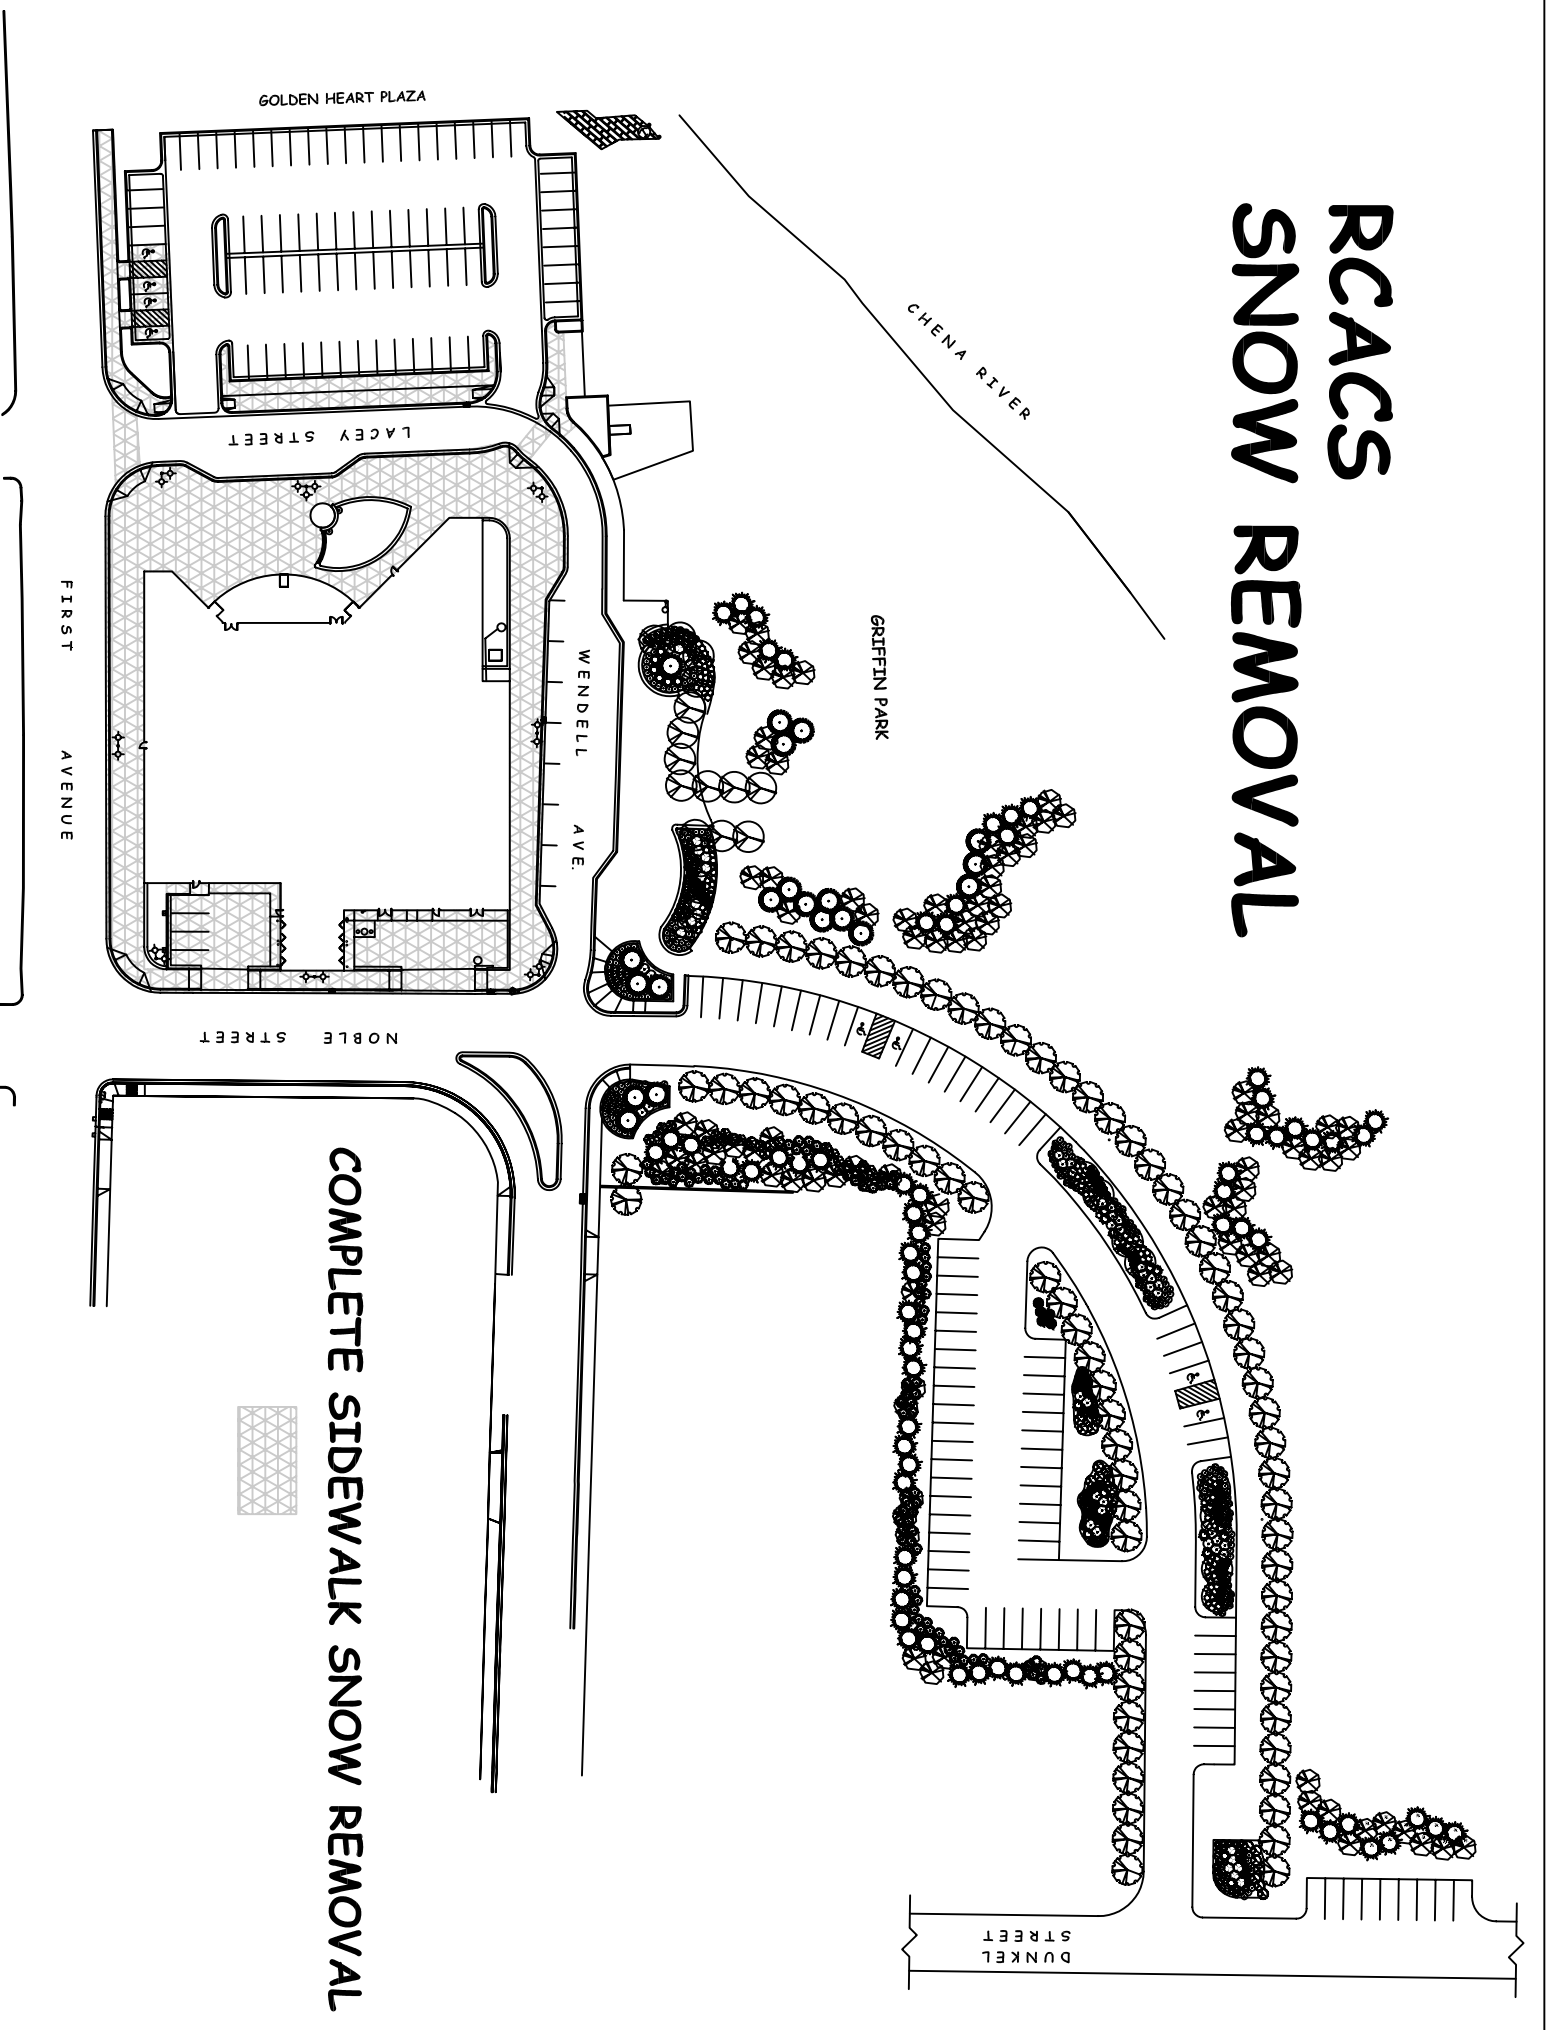 RCACS
SNOW REMOVAL
GOLDEN HEART PLAZA
CHENA RIVER
LACEY STREET
GRIFFIN PARK
FIRST AVENUE
WENDELL AVE.
NOBLE STREET
COMPLETE SIDEWALK SNOW REMOVAL
DUNKEL
STREET